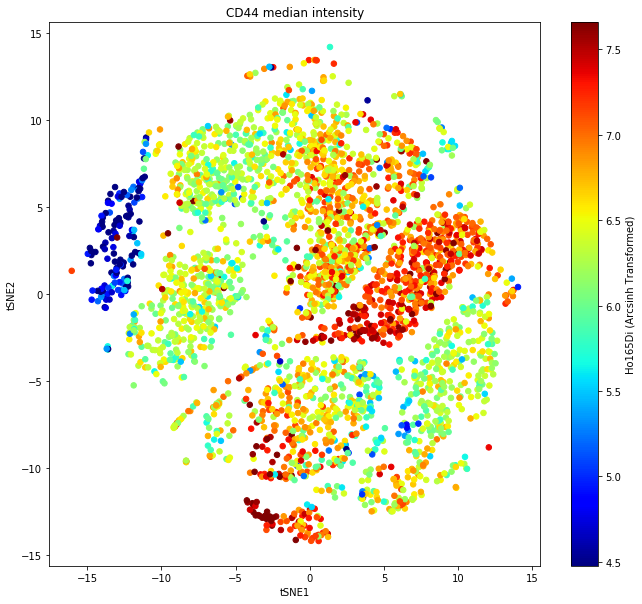 CD44 median intensity
15
10
5
0
−5
−10
−15
tSNE2
−15 −10 −5 0 5 10 15
tSNE1
7.5
7.0
6.5
6.0
5.5
5.0
4.5
Ho165Di (Arcsinh Transformed)